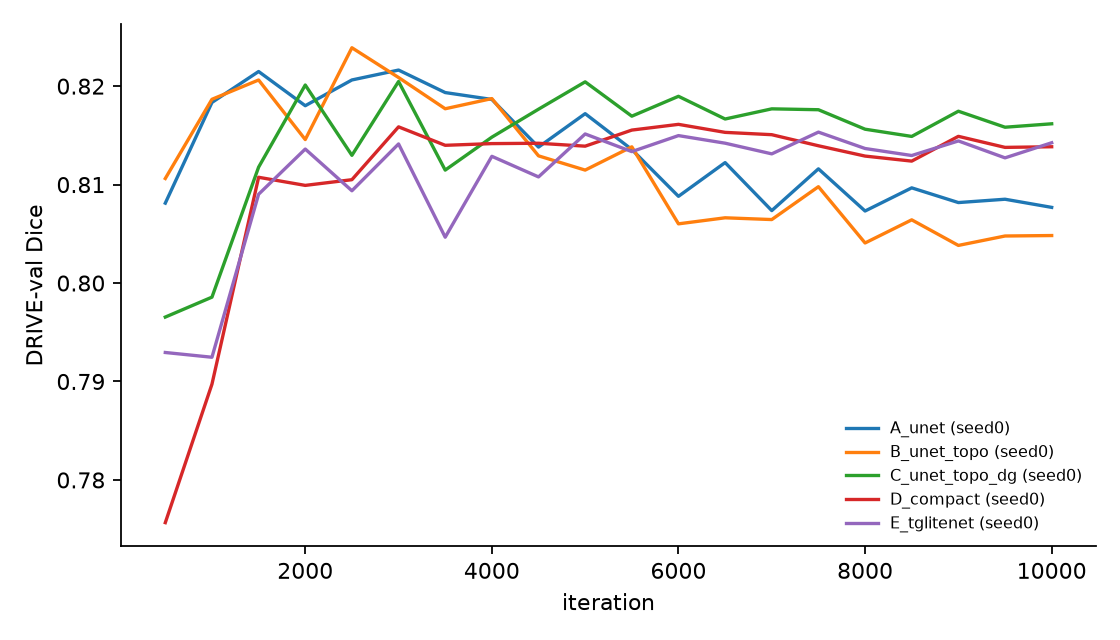 DRIVE-val Dice
0.82
0.81
0.80
0.79
0.78
2000 4000 6000 8000 10000
iteration
A_unet (seed0)
B_unet_topo (seed0)
C_unet_topo_dg (seed0)
D_compact (seed0)
E_tglitenet (seed0)